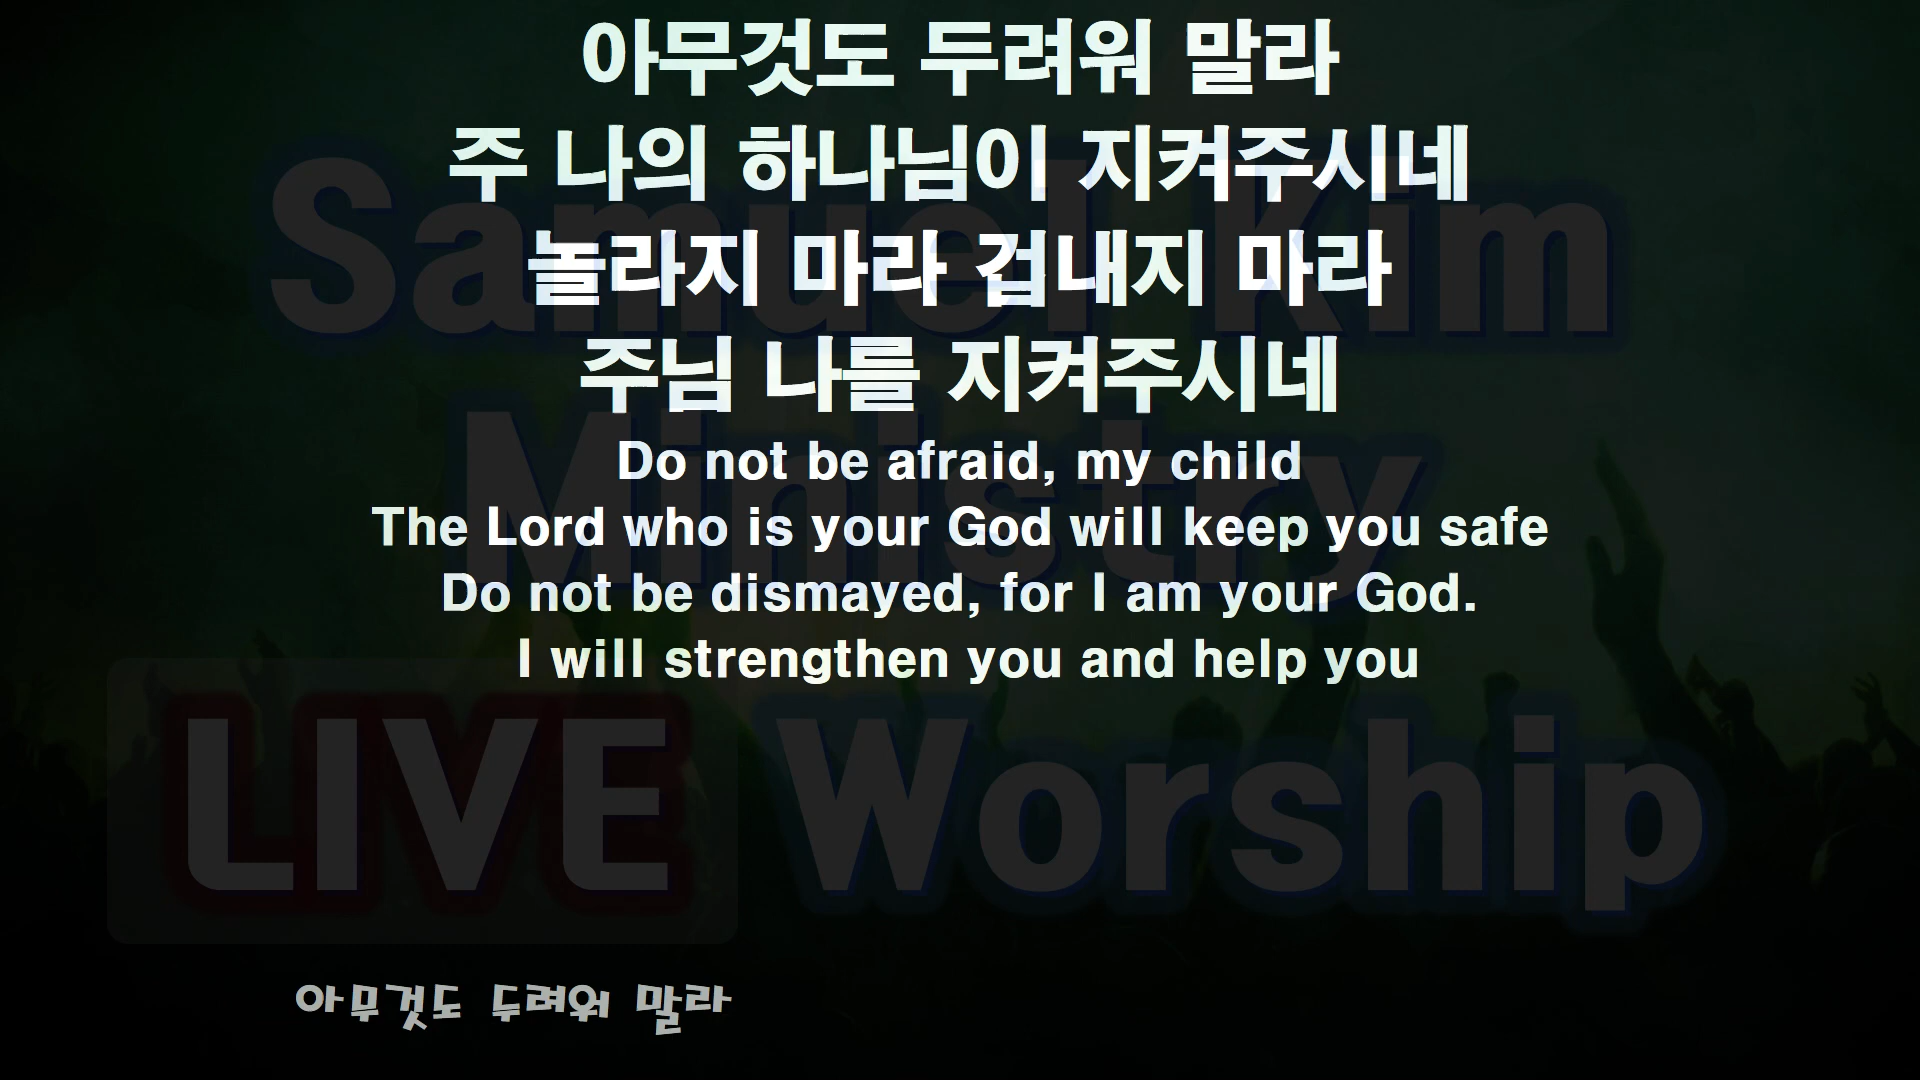 아무것도 두려워 말라
주 나의 하나님이 지켜주시네
놀라지 마라 겁내지 마라
주님 나를 지켜주시네
Do not be afraid, my child
The Lord who is your God will keep you safe
Do not be dismayed, for I am your God.
I will strengthen you and help you
Samuel Kim
Ministry
LIVE Worship
아무것도 두려워 말라